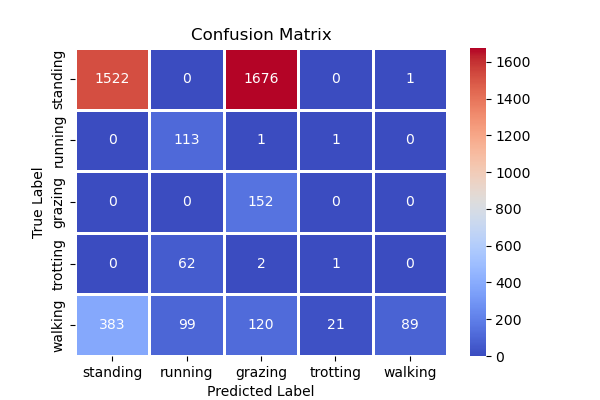 Confusion Matrix
standing 1522 0 1676 0 1
running 0 113 1 1 0
grazing 0 0 152 0 0
trotting 0 62 2 1 0
walking 383 99 120 21 89
standing running grazing trotting walking
Predicted Label
True Label
1600
1400
1200
1000
800
600
400
200
0